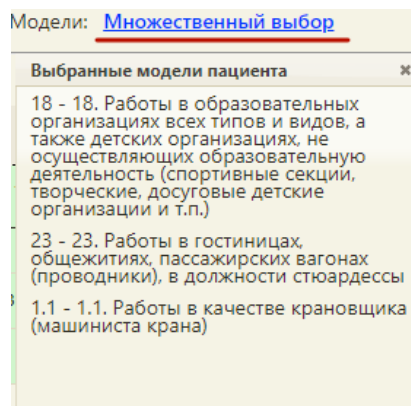 Модели: Множественный выбор
Выбранные модели пациента
18 - 18. Работы в образовательных
организациях всех типов и видов, а
также детских организациях, не
осуществляющих образовательную
деятельность (спортивные секции,
творческие, досуговые детские
организации и т.п.)
23 - 23. Работы в гостиницах,
общежитиях, пассажирских вагонах
(проводники), в должности стюардессы
1.1 - 1.1. Работы в качестве крановщика
(машиниста крана)